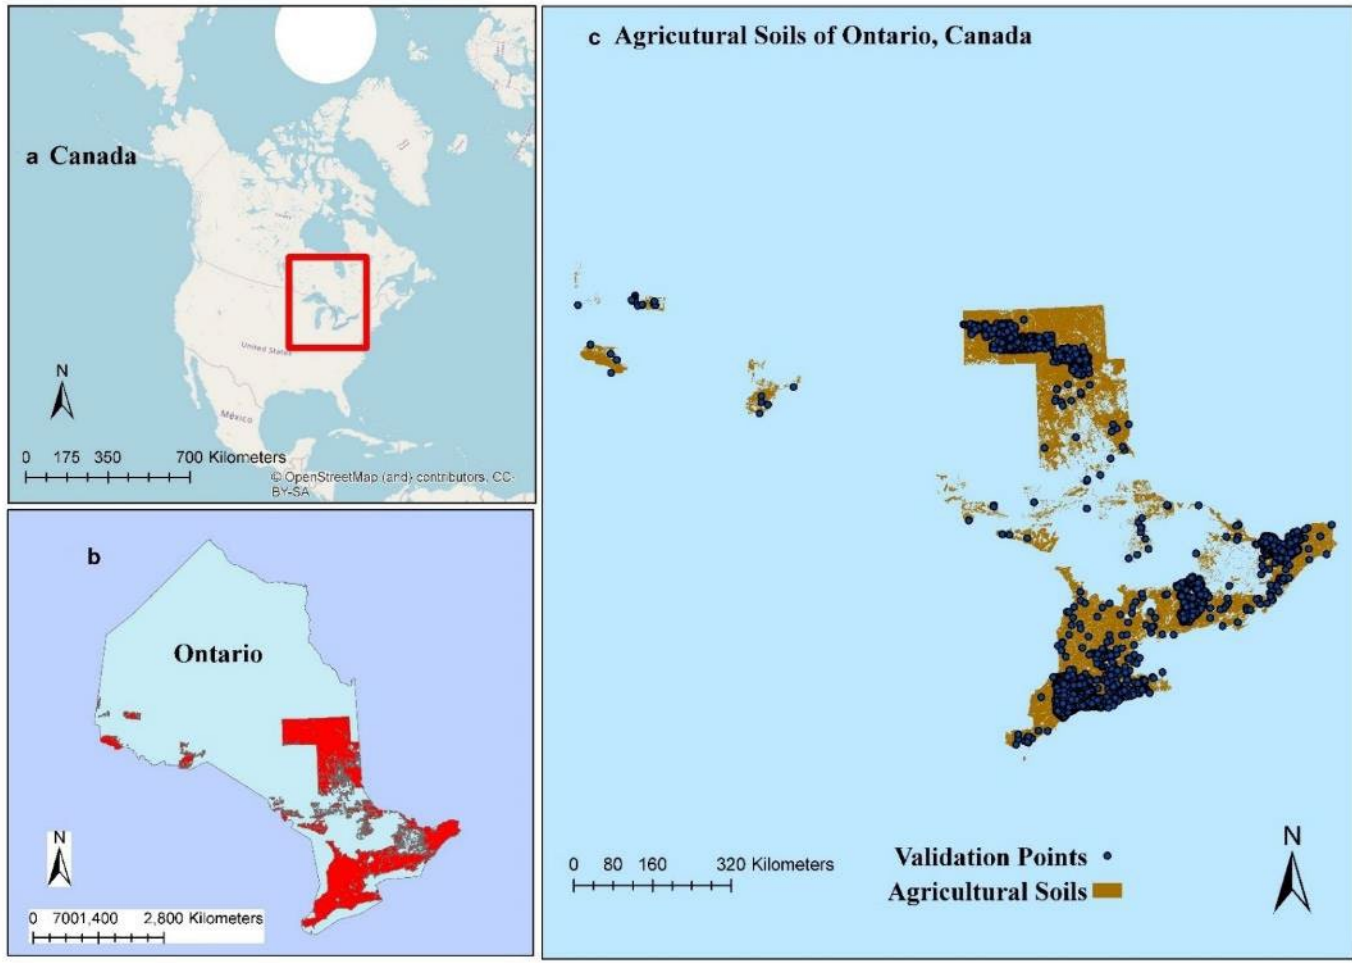 a Canada
United States
México
N
0 175 350 700 Kilometers
© OpenStreetMap (and) contributors, CC-
BY-SA
b
Ontario
N
0 7001,400 2,800 Kilometers
c Agricutural Soils of Ontario, Canada
0 80 160 320 Kilometers
Validation Points
Agricultural Soils
N